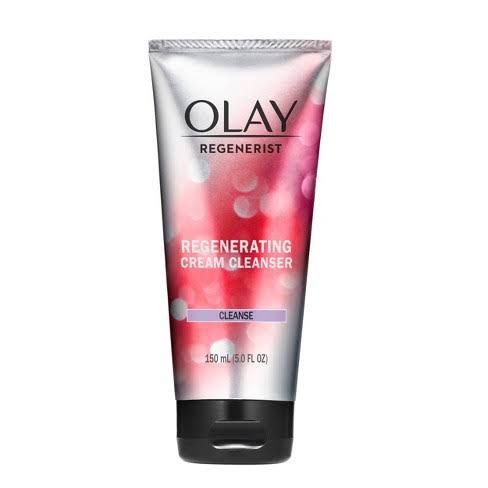 OLAY
REGENERIST
REGENERATING
CREAM CLEANSER
CLEANSE
150 mL (5.0 FL OZ)